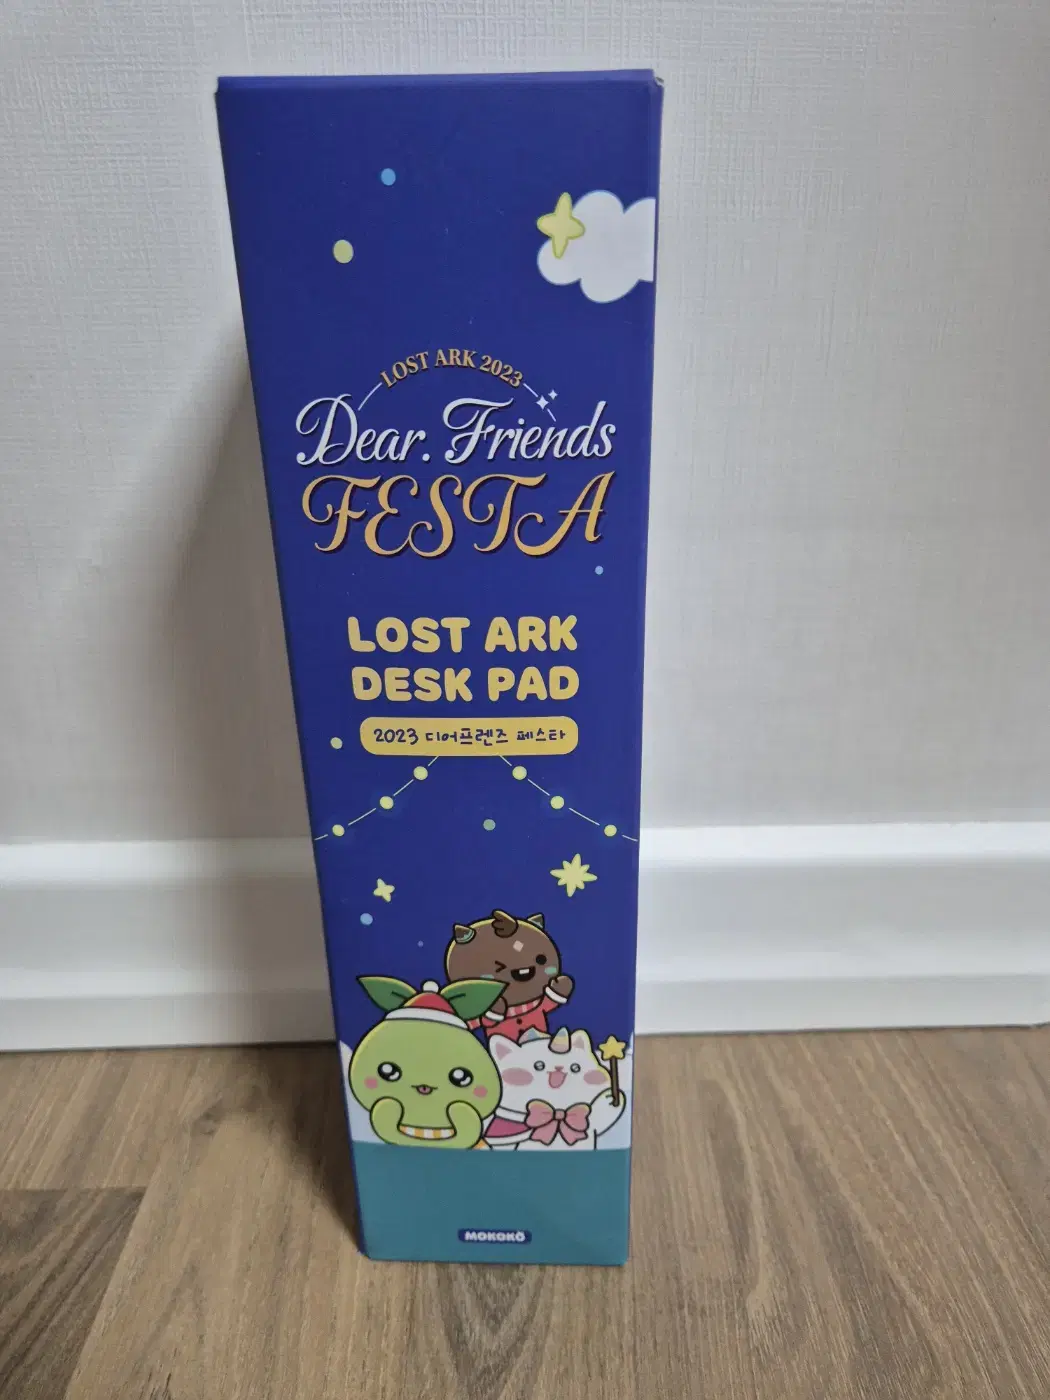 LOST ARK 2023
Dear. Friends
FESTA
LOST ARK
DESK PAD
2023 디어프렌즈 페스타
MOKOKO